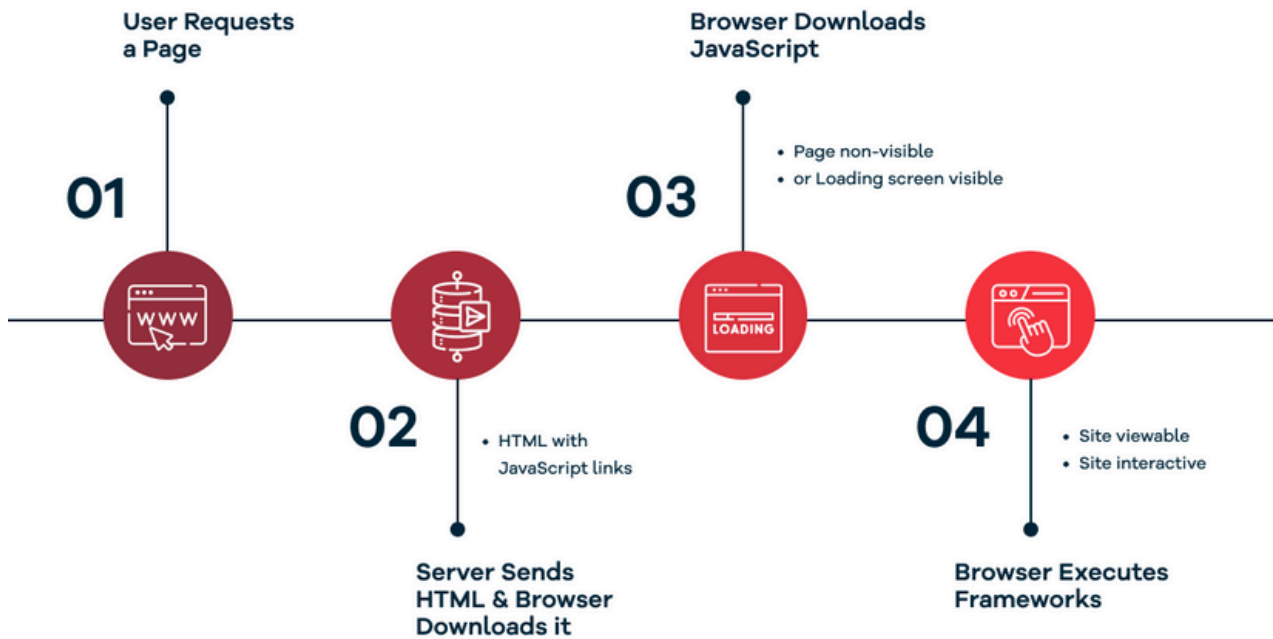 User Requests
a Page
01
WWW
02
• HTML with
JavaScript links
Server Sends
HTML & Browser
Downloads it
Browser Downloads
JavaScript
03
• Page non-visible
• or Loading screen visible
LOADING
04
• Site viewable
• Site interactive
Browser Executes
Frameworks